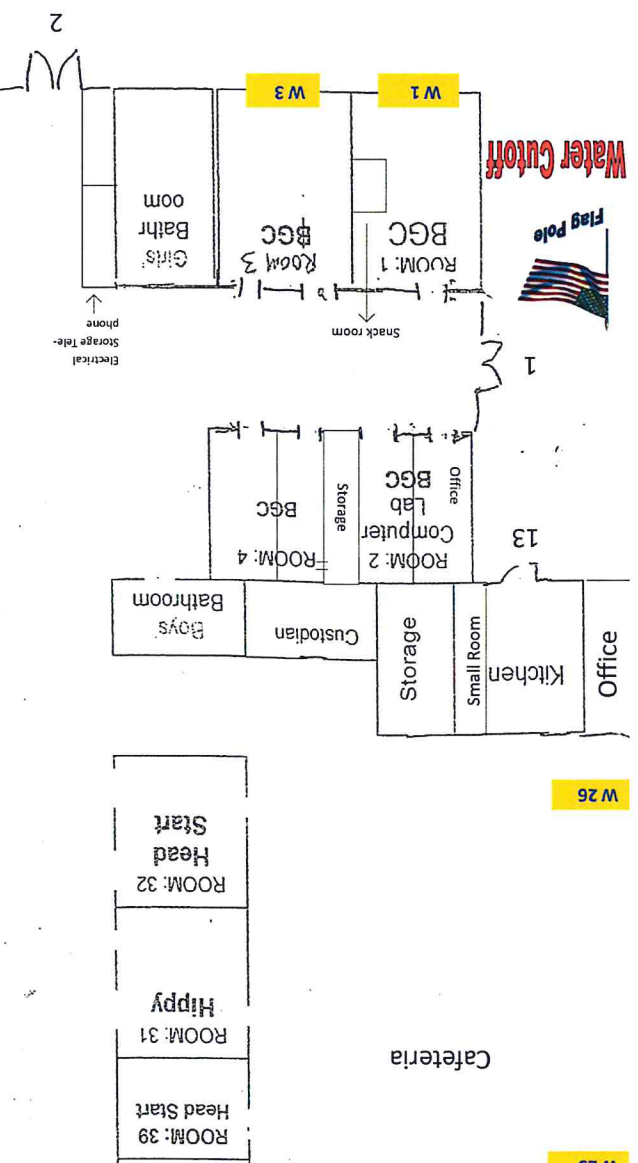 ROOM: 39
Head Start
Cafeteria
ROOM: 31
Hippy
ROOM: 32
Head
Start
W 26
Office
Kitchen
Small Room
Storage
Custodian
Boys'
Bathroom
13
Office
ROOM: 2
Computer
Lab
BGC
Storage
ROOM: 4
BGC
1
Snack room
Electrical
Storage Tele-
phone
Flag Pole
Water Cutoff
ROOM: 1
BGC
ROOM 3
BGC
Girls'
Bathr
oom
W 1
W 3
2